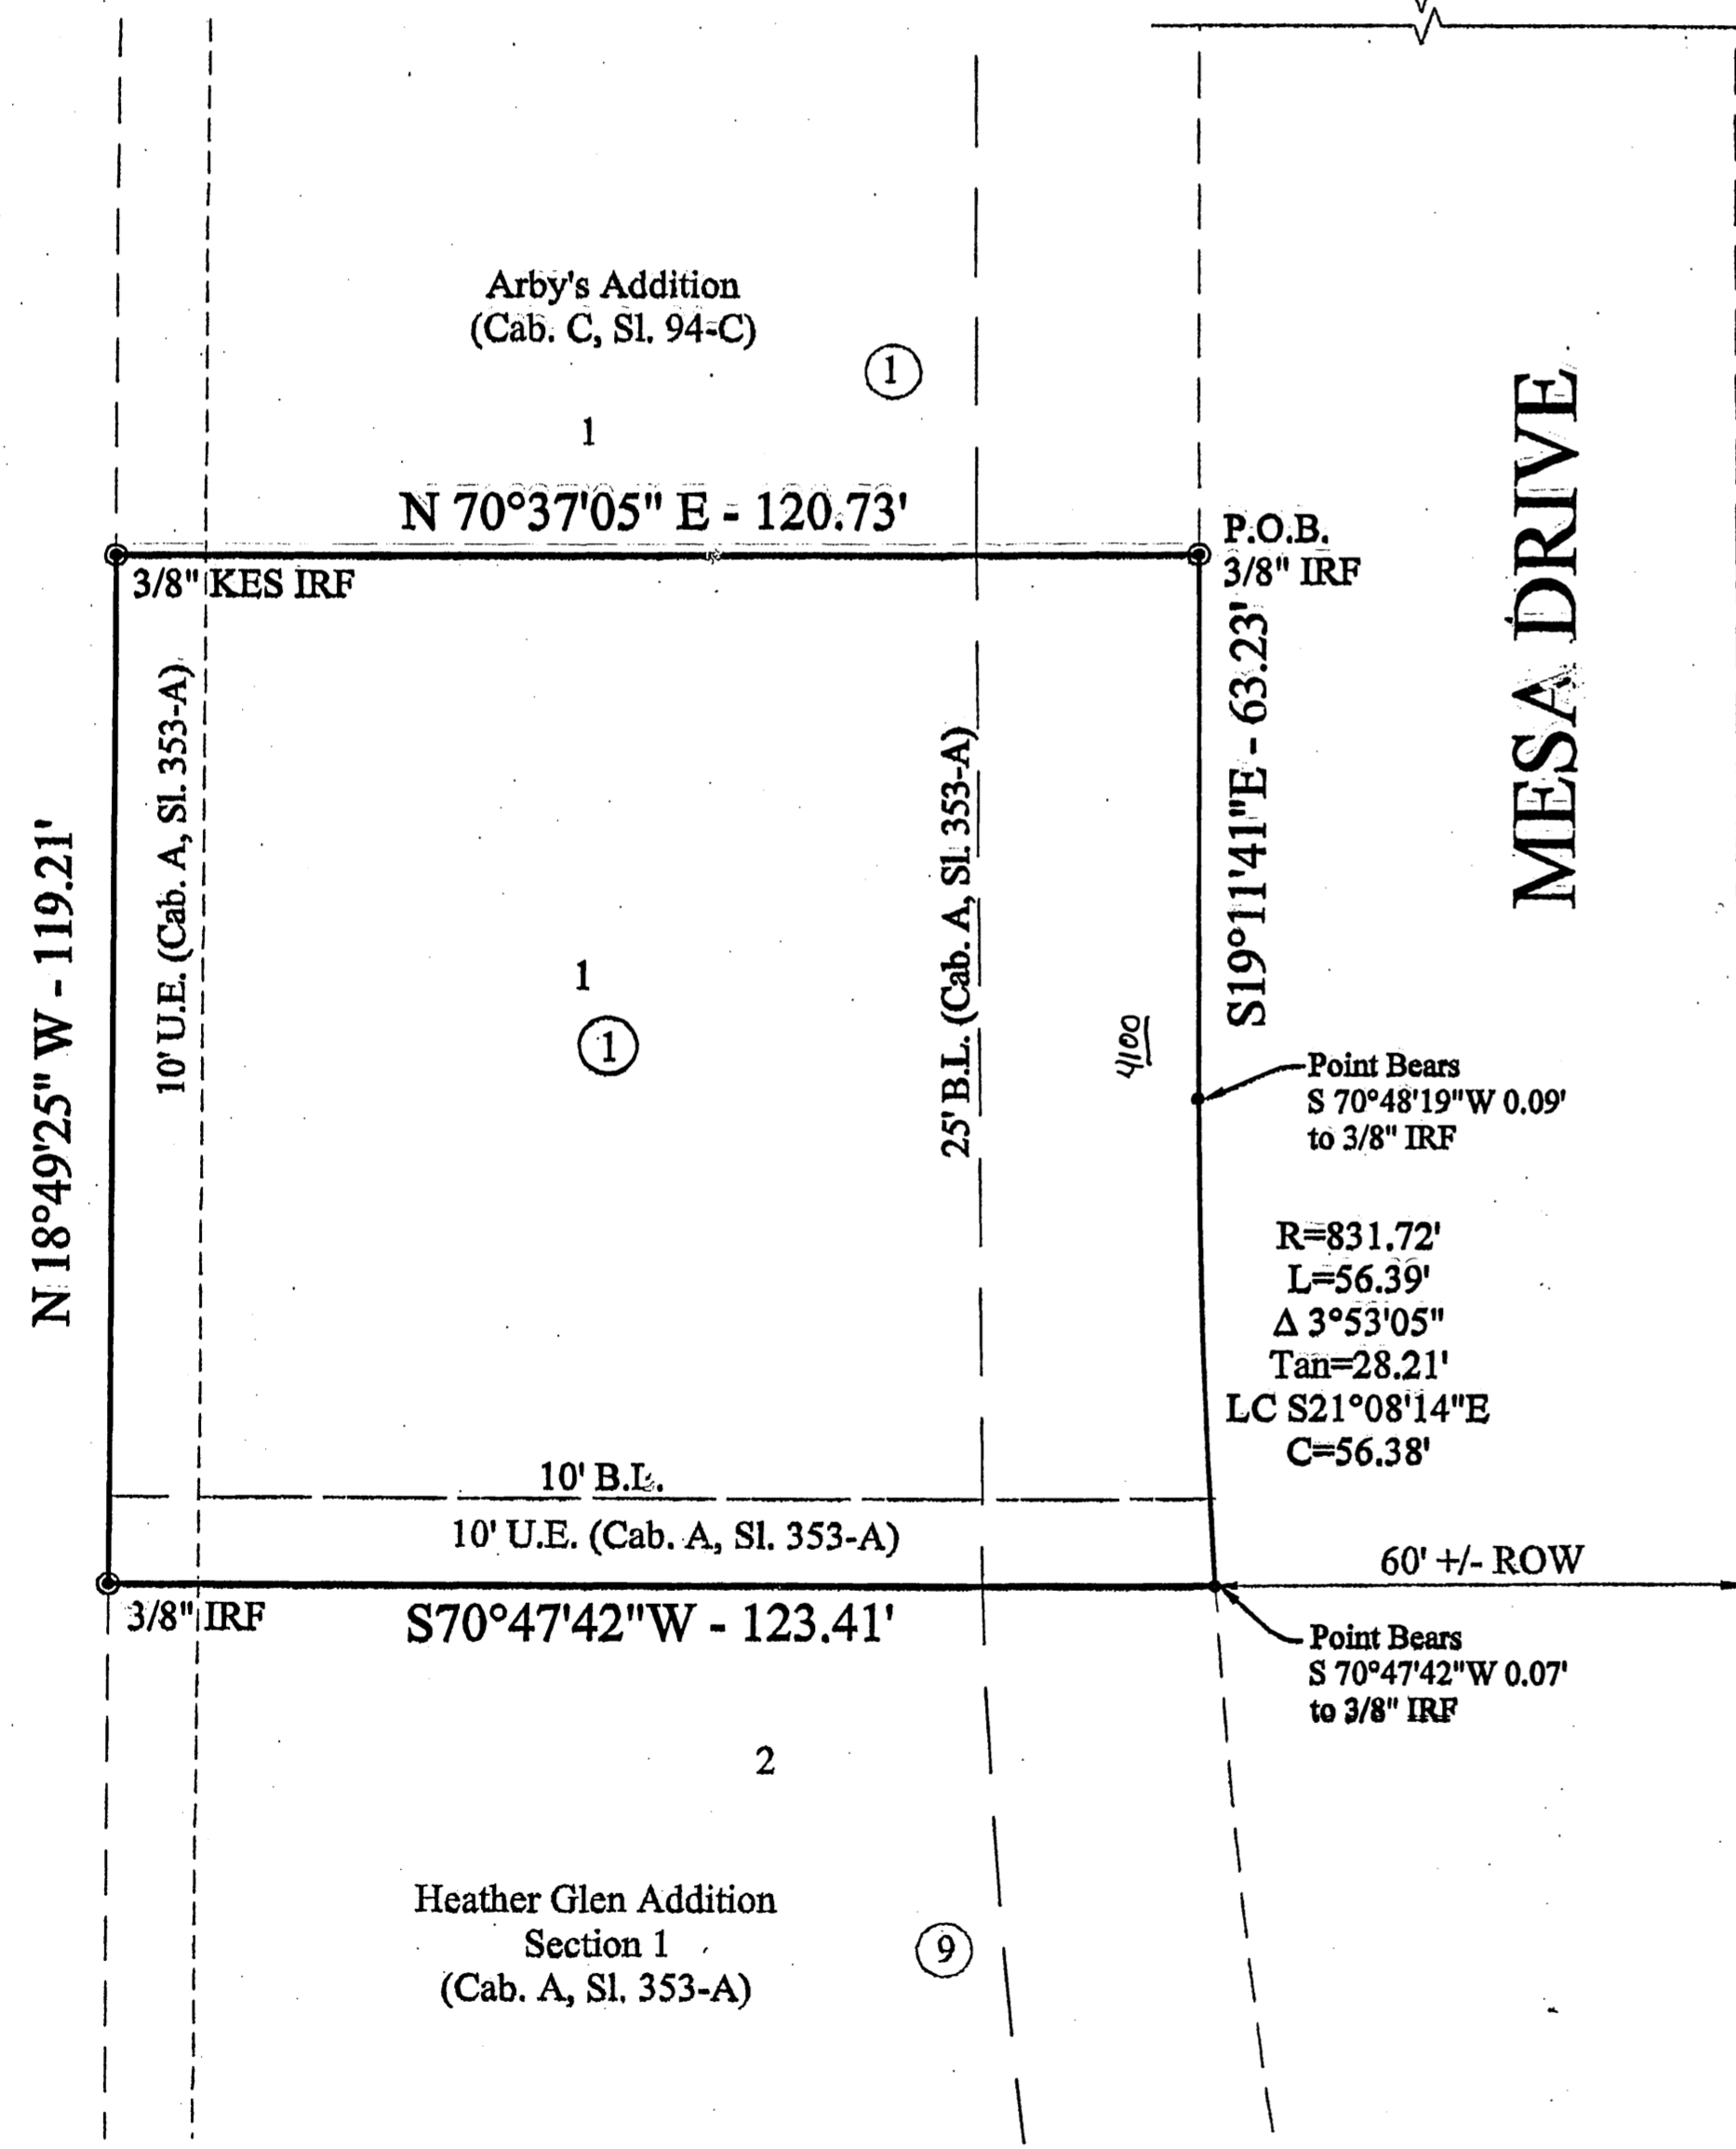 Arby's Addition
(Cab. C, Sl. 94-C)
1
1
N 70°37'05" E - 120.73'
P.O.B.
3/8" IRF
3/8" KES IRF
MESA DRIVE
S19°11'41"E - 63.23'
10' U.E. (Cab. A, Sl. 353-A)
25' B.L. (Cab. A, Sl. 353-A)
N 18°49'25" W - 119.21'
1
1
4100
Point Bears
S 70°48'19"W 0.09'
to 3/8" IRF
R=831.72'
L=56.39'
Δ 3°53'05"
Tan=28.21'
LC S21°08'14"E
C=56.38'
10' B.L.
10' U.E. (Cab. A, Sl. 353-A)
60' +/- ROW
3/8" IRF
S70°47'42"W - 123.41'
Point Bears
S 70°47'42"W 0.07'
to 3/8" IRF
2
Heather Glen Addition
Section 1
(Cab. A, Sl. 353-A)
9